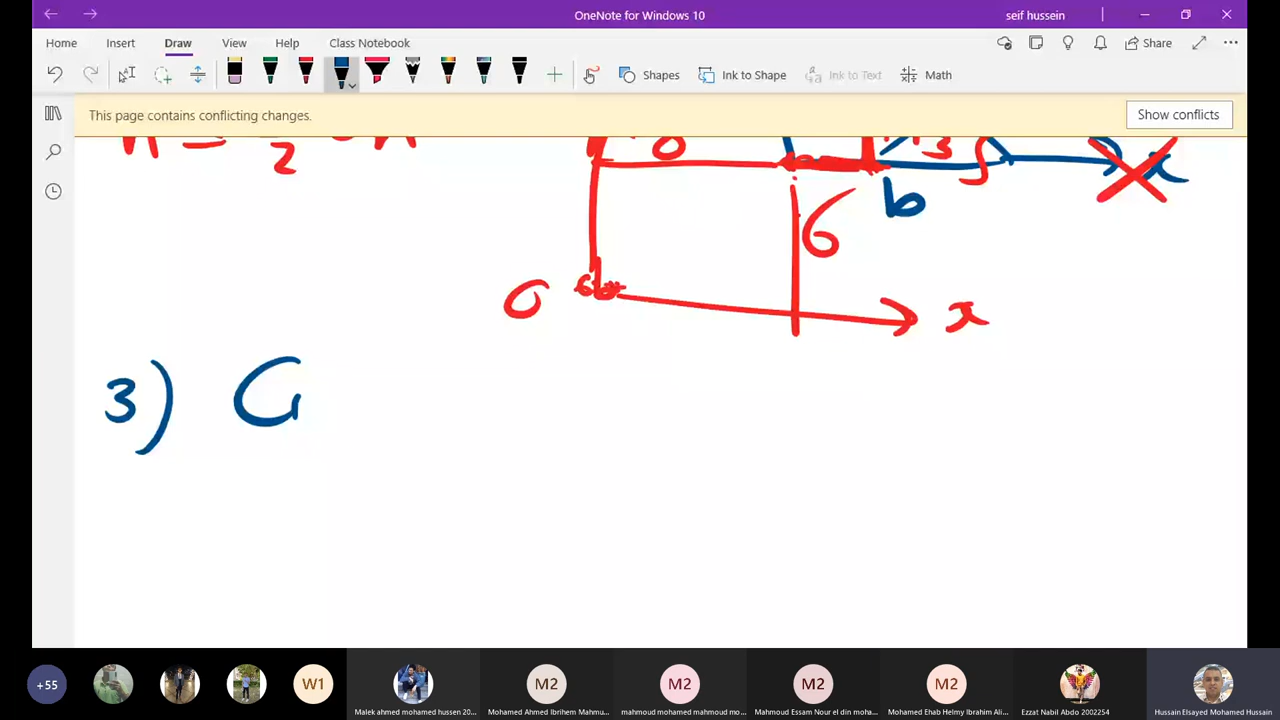 OneNote for Windows 10
seif hussein
Home Insert Draw View Help Class Notebook
Share
Shapes Ink to Shape Ink to Text Math
This page contains conflicting changes.
Show conflicts
2
b
6
x
3) G
+55
W1
M2
M2
M2
M2
Malek ahmed mohamed hussen 20...
Mohamed Ahmed Ibrihem Mahmu...
mahmoud mohamed mahmoud mo...
Mahmoud Essam Nour el din moha...
Mohamed Ehab Helmy Ibrahim Ali...
Ezzat Nabil Abdo 2002254
Hussain Elsayed Mohamed Hussain